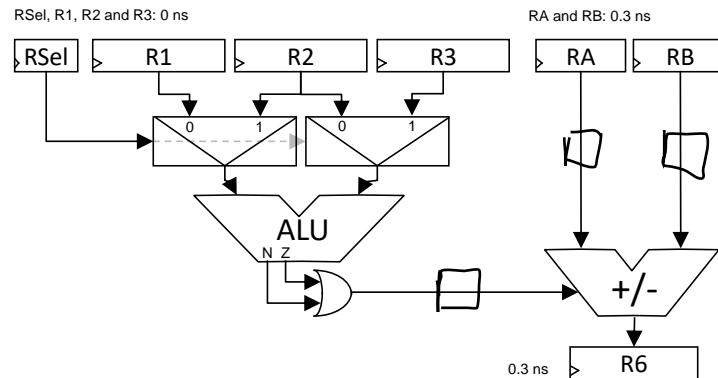 RSel, R1, R2 and R3: 0 ns
RA and RB: 0.3 ns
RSel R1 R2 R3 RA RB
0 1 0 1
ALU
N Z
+/-
0.3 ns R6